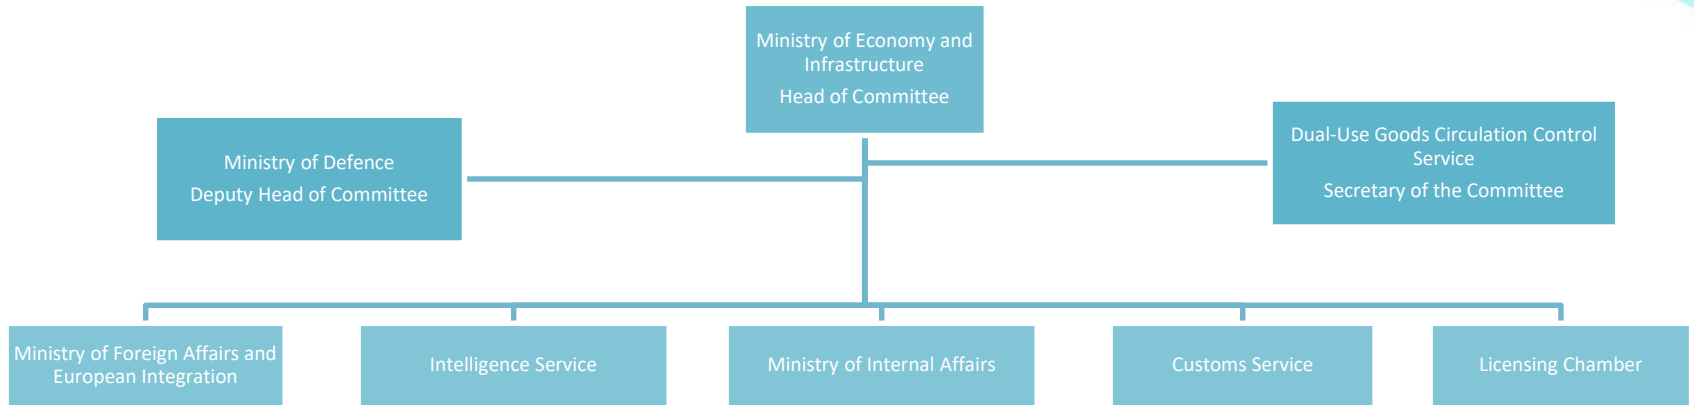 Ministry of Economy and
Infrastructure
Head of Committee
Ministry of Defence
Deputy Head of Committee
Dual-Use Goods Circulation Control
Service
Secretary of the Committee
Ministry of Foreign Affairs and
European Integration
Intelligence Service
Ministry of Internal Affairs
Customs Service
Licensing Chamber